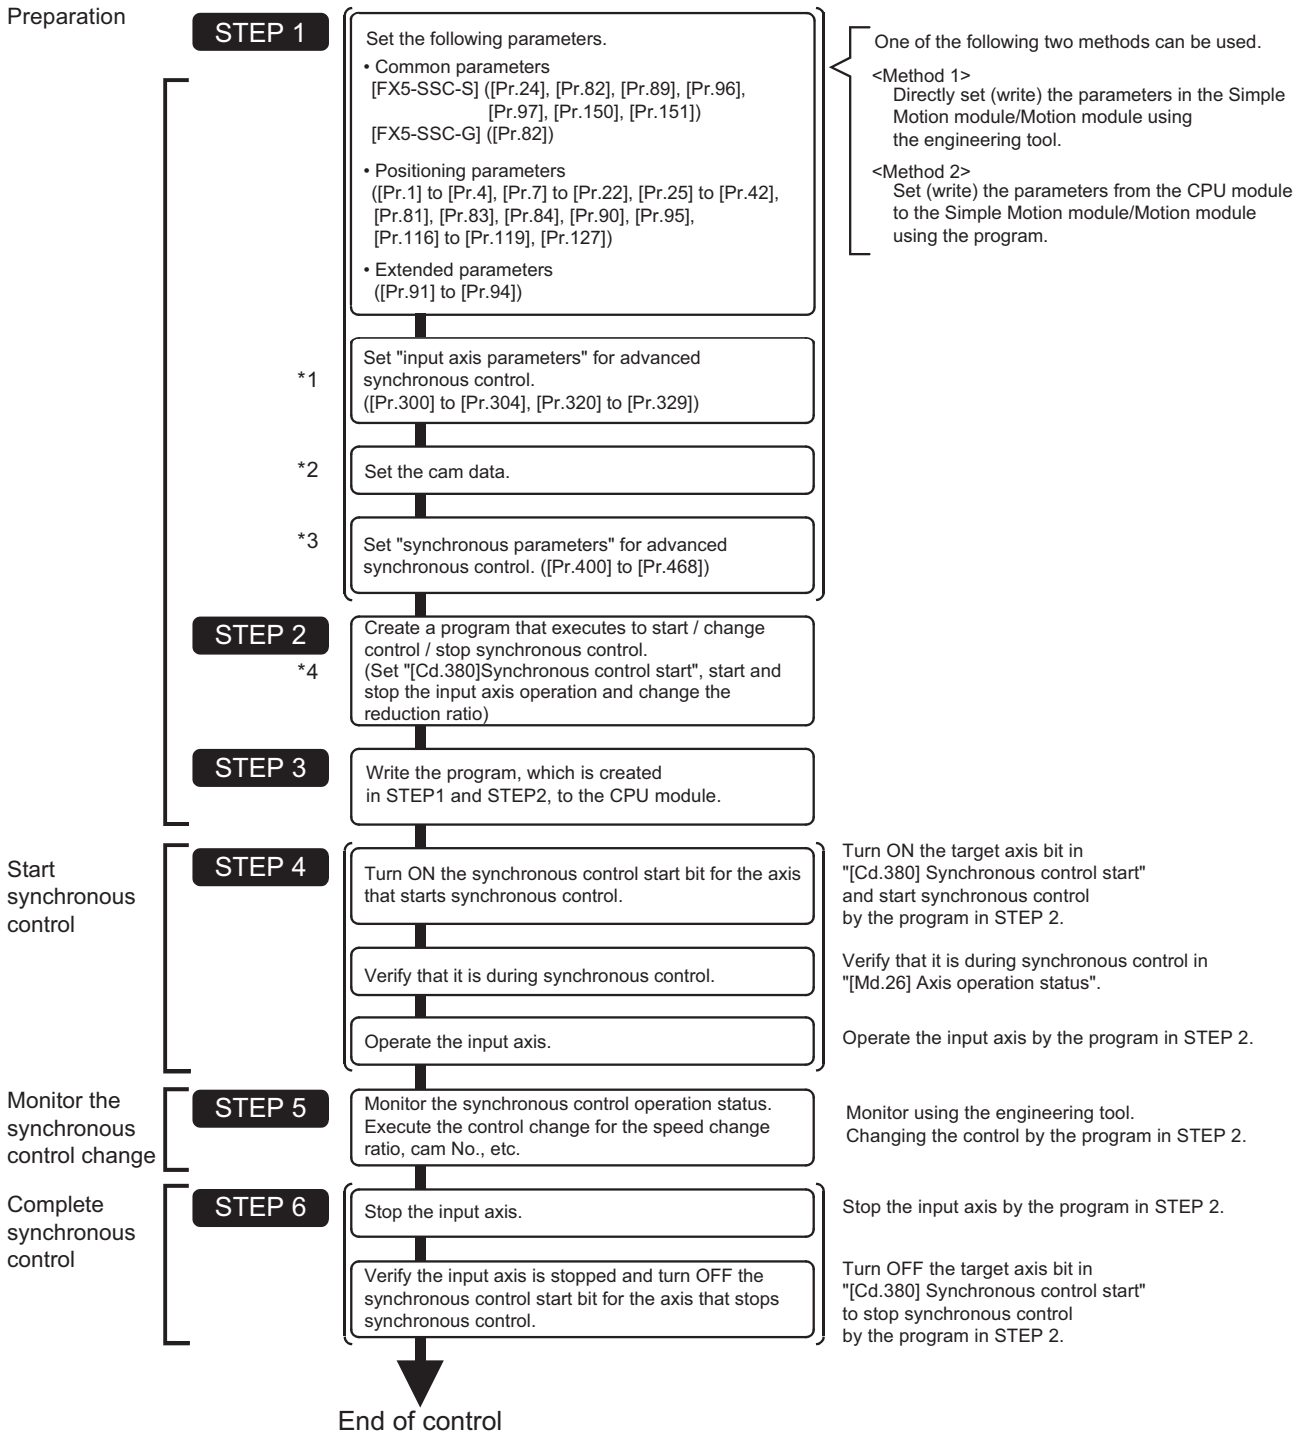 Preparation
STEP 1
Set the following parameters.
• Common parameters
[FX5-SSC-S] ([Pr.24], [Pr.82], [Pr.89], [Pr.96],
[Pr.97], [Pr.150], [Pr.151])
[FX5-SSC-G] ([Pr.82])
• Positioning parameters
([Pr.1] to [Pr.4], [Pr.7] to [Pr.22], [Pr.25] to [Pr.42],
[Pr.81], [Pr.83], [Pr.84], [Pr.90], [Pr.95],
[Pr.116] to [Pr.119], [Pr.127])
• Extended parameters
([Pr.91] to [Pr.94])
One of the following two methods can be used.
<Method 1>
Directly set (write) the parameters in the Simple
Motion module/Motion module using
the engineering tool.
<Method 2>
Set (write) the parameters from the CPU module
to the Simple Motion module/Motion module
using the program.
*1
Set "input axis parameters" for advanced
synchronous control.
([Pr.300] to [Pr.304], [Pr.320] to [Pr.329])
*2
Set the cam data.
*3
Set "synchronous parameters" for advanced
synchronous control. ([Pr.400] to [Pr.468])
STEP 2
*4
Create a program that executes to start / change
control / stop synchronous control.
(Set "[Cd.380]Synchronous control start", start and
stop the input axis operation and change the
reduction ratio)
STEP 3
Write the program, which is created
in STEP1 and STEP2, to the CPU module.
Start
synchronous
control
STEP 4
Turn ON the synchronous control start bit for the axis
that starts synchronous control.
Turn ON the target axis bit in
"[Cd.380] Synchronous control start"
and start synchronous control
by the program in STEP 2.
Verify that it is during synchronous control.
Verify that it is during synchronous control in
"[Md.26] Axis operation status".
Operate the input axis.
Operate the input axis by the program in STEP 2.
Monitor the
synchronous
control change
STEP 5
Monitor the synchronous control operation status.
Execute the control change for the speed change
ratio, cam No., etc.
Monitor using the engineering tool.
Changing the control by the program in STEP 2.
Complete
synchronous
control
STEP 6
Stop the input axis.
Stop the input axis by the program in STEP 2.
Verify the input axis is stopped and turn OFF the
synchronous control start bit for the axis that stops
synchronous control.
Turn OFF the target axis bit in
"[Cd.380] Synchronous control start"
to stop synchronous control
by the program in STEP 2.
End of control